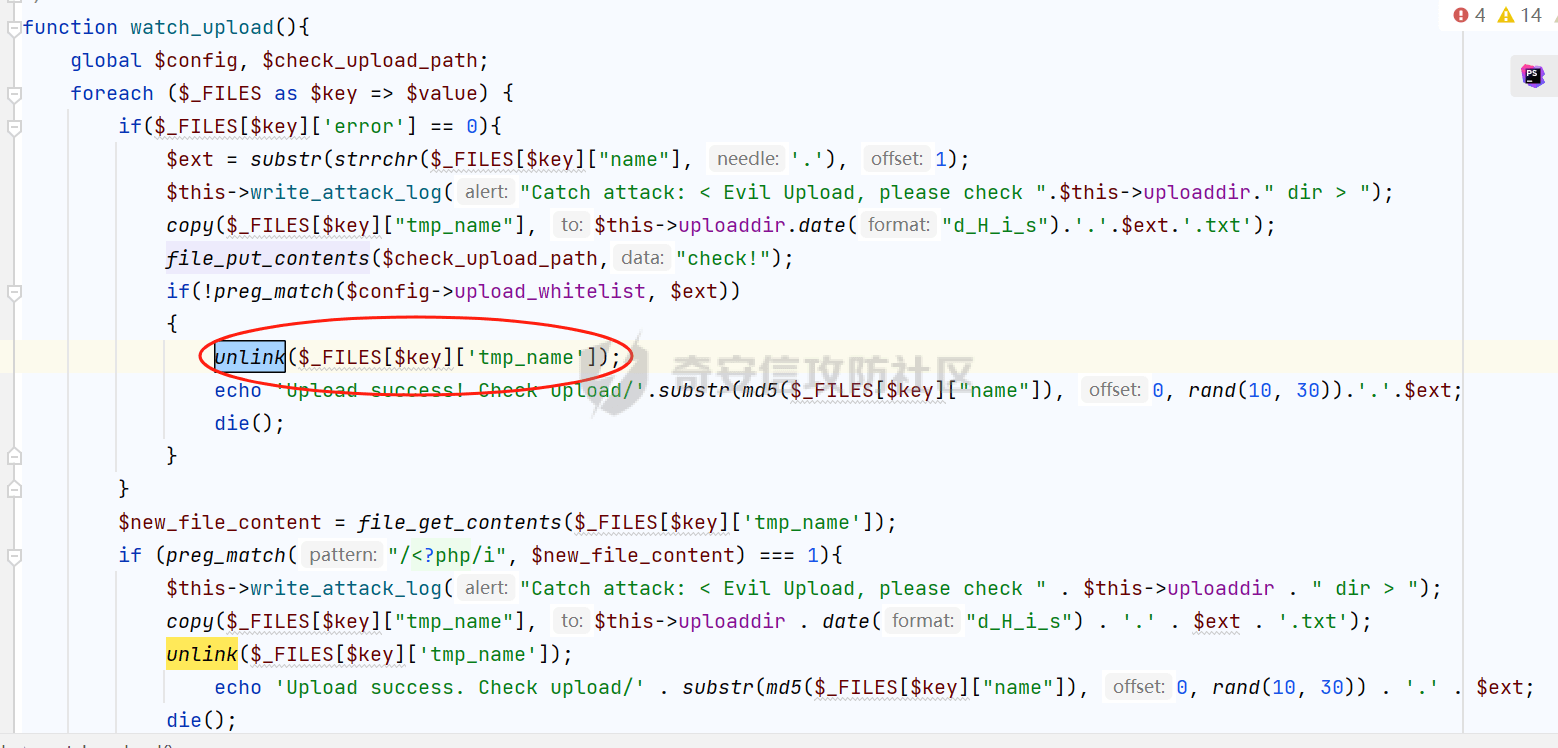 function watch_upload(){
4 14
global $config, $check_upload_path;
PS
foreach ($_FILES as $key => $value) {
if($_FILES[$key]['error'] == 0){
$ext = substr(strrchr($_FILES[$key]["name"], needle: '.'), offset: 1);
$this->write_attack_log( alert: "Catch attack: < Evil Upload, please check ".$this->uploaddir." dir > ");
copy($_FILES[$key]["tmp_name"], to: $this->uploaddir.date( format: "d_H_i_s").'.'.$ext.'.txt');
file_put_contents($check_upload_path, data: "check!");
if(!preg_match($config->upload_whitelist, $ext))
{
unlink($_FILES[$key]['tmp_name']);
奇安信攻防社区
echo 'Upload success! Check upload/'.substr(md5($_FILES[$key]["name"]), offset: 0, rand(10, 30)).'.'.$ext;
die();
}
}
$new_file_content = file_get_contents($_FILES[$key]['tmp_name']);
if (preg_match( pattern: "/<?php/i", $new_file_content) === 1){
$this->write_attack_log( alert: "Catch attack: < Evil Upload, please check " . $this->uploaddir . " dir > ");
copy($_FILES[$key]["tmp_name"], to: $this->uploaddir . date( format: "d_H_i_s") . '.' . $ext . '.txt');
unlink($_FILES[$key]['tmp_name']);
echo 'Upload success. Check upload/' . substr(md5($_FILES[$key]["name"]), offset: 0, rand(10, 30)) . '.' . $ext;
die();